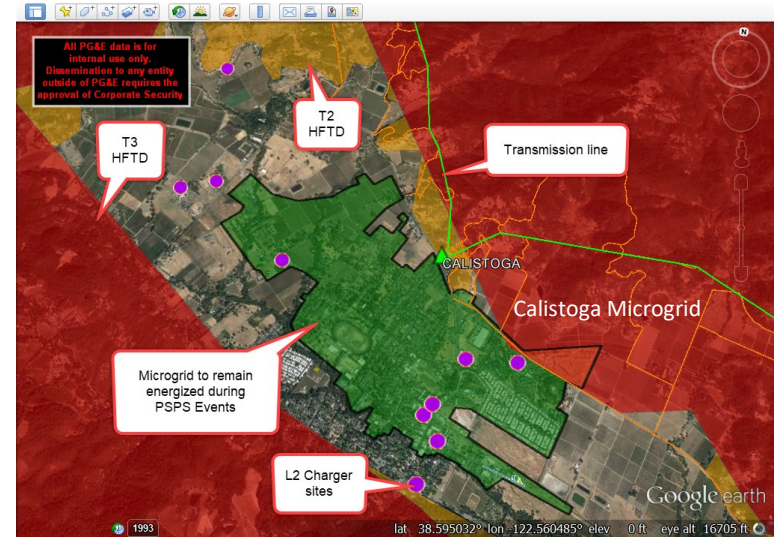 All PG&E data is for
internal use only.
Dissemination to any entity
outside of PG&E requires the
approval of Corporate Security
N
T2
HFTD
T3
HFTD
Transmission line
CALISTOGA
Calistoga Microgrid
Microgrid to remain
energized during
PSPS Events
L2 Charger
sites
Google earth
1993
lat 38.595032° lon -122.560485° elev 0 ft eye alt 16705 ft